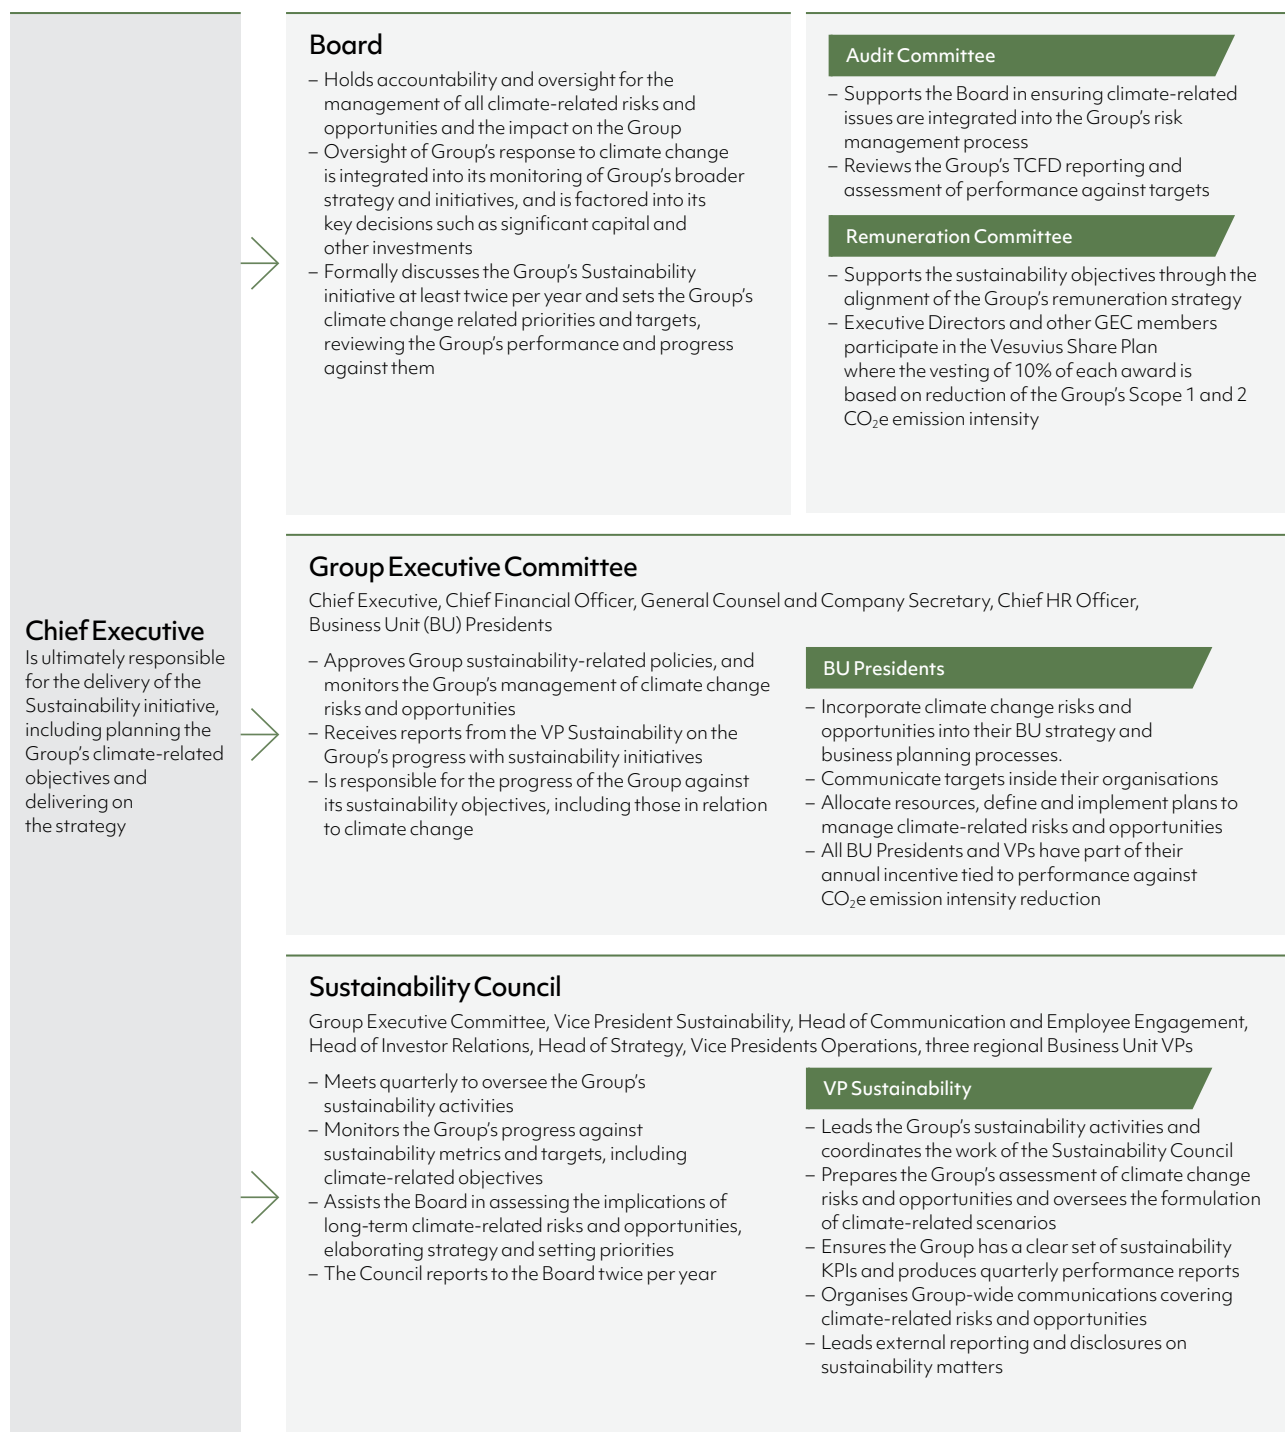 Chief Executive
Is ultimately responsible
for the delivery of the
Sustainability initiative,
including planning the
Group’s climate-related
objectives and
delivering on
the strategy
Board
– Holds accountability and oversight for the
management of all climate-related risks and
opportunities and the impact on the Group
– Oversight of Group’s response to climate change
is integrated into its monitoring of Group’s broader
strategy and initiatives, and is factored into its
key decisions such as significant capital and
other investments
– Formally discusses the Group’s Sustainability
initiative at least twice per year and sets the Group’s
climate change related priorities and targets,
reviewing the Group’s performance and progress
against them
Audit Committee
– Supports the Board in ensuring climate-related
issues are integrated into the Group’s risk
management process
– Reviews the Group’s TCFD reporting and
assessment of performance against targets
Remuneration Committee
– Supports the sustainability objectives through the
alignment of the Group’s remuneration strategy
– Executive Directors and other GEC members
participate in the Vesuvius Share Plan
where the vesting of 10% of each award is
based on reduction of the Group’s Scope 1 and 2
CO₂e emission intensity
Group Executive Committee
Chief Executive, Chief Financial Officer, General Counsel and Company Secretary, Chief HR Officer,
Business Unit (BU) Presidents
– Approves Group sustainability-related policies, and
monitors the Group’s management of climate change
risks and opportunities
– Receives reports from the VP Sustainability on the
Group’s progress with sustainability initiatives
– Is responsible for the progress of the Group against
its sustainability objectives, including those in relation
to climate change
BU Presidents
– Incorporate climate change risks and
opportunities into their BU strategy and
business planning processes.
– Communicate targets inside their organisations
– Allocate resources, define and implement plans to
manage climate-related risks and opportunities
– All BU Presidents and VPs have part of their
annual incentive tied to performance against
CO₂e emission intensity reduction
Sustainability Council
Group Executive Committee, Vice President Sustainability, Head of Communication and Employee Engagement,
Head of Investor Relations, Head of Strategy, Vice Presidents Operations, three regional Business Unit VPs
– Meets quarterly to oversee the Group’s
sustainability activities
– Monitors the Group’s progress against
sustainability metrics and targets, including
climate-related objectives
– Assists the Board in assessing the implications of
long-term climate-related risks and opportunities,
elaborating strategy and setting priorities
– The Council reports to the Board twice per year
VP Sustainability
– Leads the Group’s sustainability activities and
coordinates the work of the Sustainability Council
– Prepares the Group’s assessment of climate change
risks and opportunities and oversees the formulation
of climate-related scenarios
– Ensures the Group has a clear set of sustainability
KPIs and produces quarterly performance reports
– Organises Group-wide communications covering
climate-related risks and opportunities
– Leads external reporting and disclosures on
sustainability matters